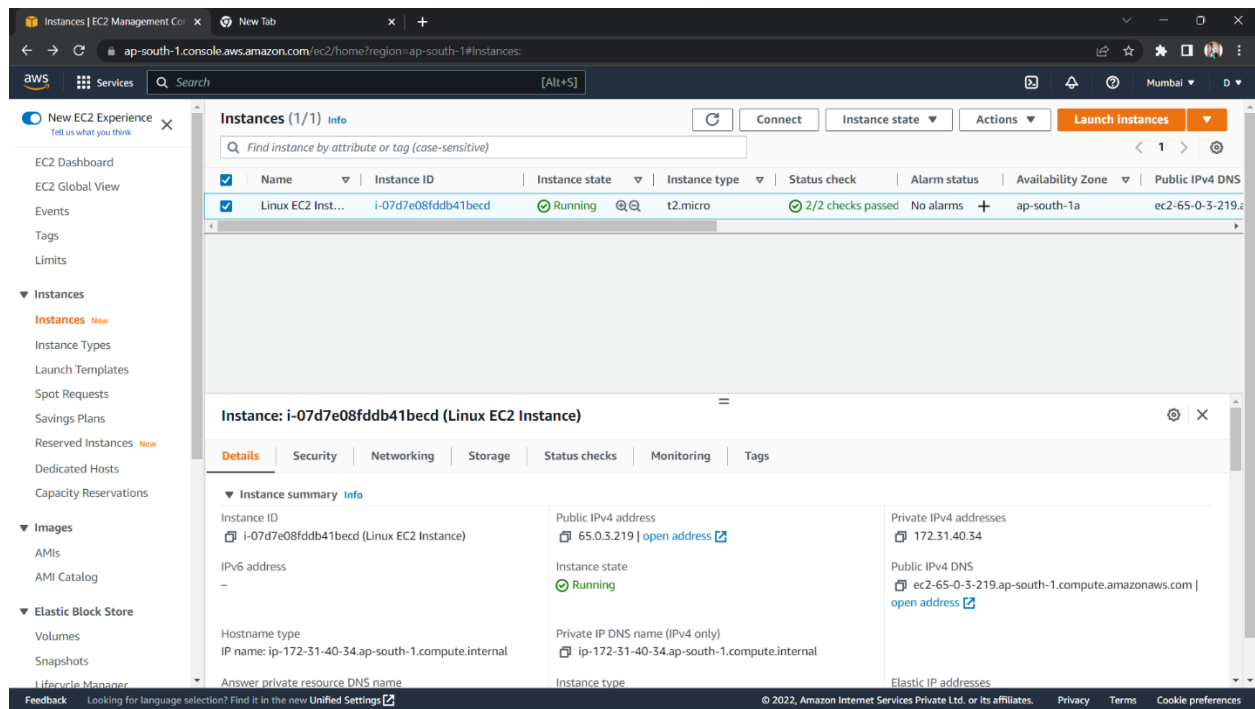 Instances | EC2 Management Con
New Tab
ap-south-1.console.aws.amazon.com/ec2/home?region=ap-south-1#Instances:
aws Services Search [Alt+S] Mumbai D
New EC2 Experience
Tell us what you think
EC2 Dashboard
EC2 Global View
Events
Tags
Limits
Instances
Instances New
Instance Types
Launch Templates
Spot Requests
Savings Plans
Reserved Instances New
Dedicated Hosts
Capacity Reservations
Images
AMIs
AMI Catalog
Elastic Block Store
Volumes
Snapshots
Lifecycle Manager
Instances (1/1) Info Connect Instance state Actions Launch instances
Find instance by attribute or tag (case-sensitive) 1
Name Instance ID Instance state Instance type Status check Alarm status Availability Zone Public IPv4 DNS
Linux EC2 Inst... i-07d7e08fddb41becd Running t2.micro 2/2 checks passed No alarms + ap-south-1a ec2-65-0-3-219.a
Instance: i-07d7e08fddb41becd (Linux EC2 Instance)
Details Security Networking Storage Status checks Monitoring Tags
Instance summary Info
Instance ID Public IPv4 address Private IPv4 addresses
i-07d7e08fddb41becd (Linux EC2 Instance) 65.0.3.219 | open address 172.31.40.34
IPv6 address Instance state Public IPv4 DNS
– Running ec2-65-0-3-219.ap-south-1.compute.amazonaws.com |
open address
Hostname type Private IP DNS name (IPv4 only)
IP name: ip-172-31-40-34.ap-south-1.compute.internal ip-172-31-40-34.ap-south-1.compute.internal
Answer private resource DNS name Instance type Elastic IP addresses
Feedback Looking for language selection? Find it in the new Unified Settings © 2022, Amazon Internet Services Private Ltd. or its affiliates. Privacy Terms Cookie preferences